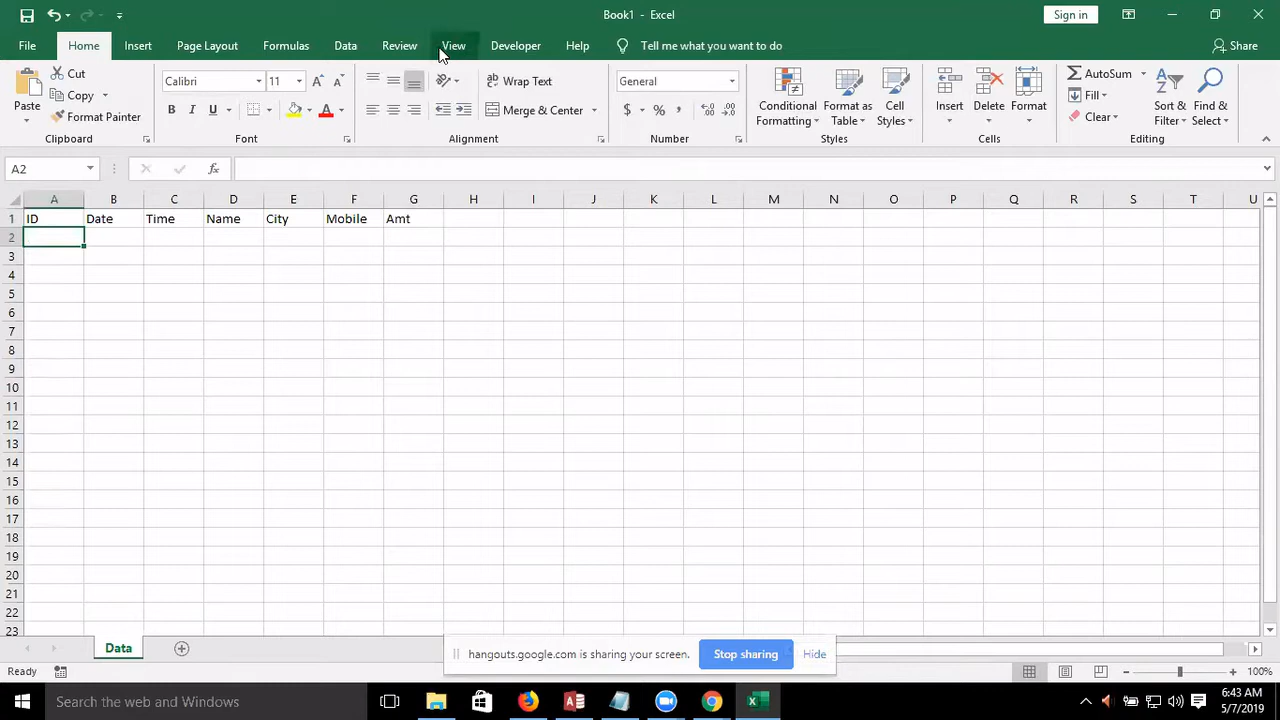 Book1 - Excel
Sign in
File Home Insert Page Layout Formulas Data Review View Developer Help Tell me what you want to do Share
Paste
Cut
Copy
Format Painter
Clipboard
Calibri 11
B I U
Font
Wrap Text
Merge & Center
Alignment
General
$ % ,
Number
Conditional Formatting
Format as Table
Cell Styles
Styles
Insert Delete Format
Cells
AutoSum
Fill
Clear
Sort & Filter
Find & Select
Editing
A2 fx
A B C D E F G H I J K L M N O P Q R S T U
1 ID Date Time Name City Mobile Amt
2
3
4
5
6
7
8
9
10
11
12
13
14
15
16
17
18
19
20
21
22
23
Data
hangouts.google.com is sharing your screen. Stop sharing Hide
Ready 100%
Search the web and Windows
6:43 AM
5/7/2019